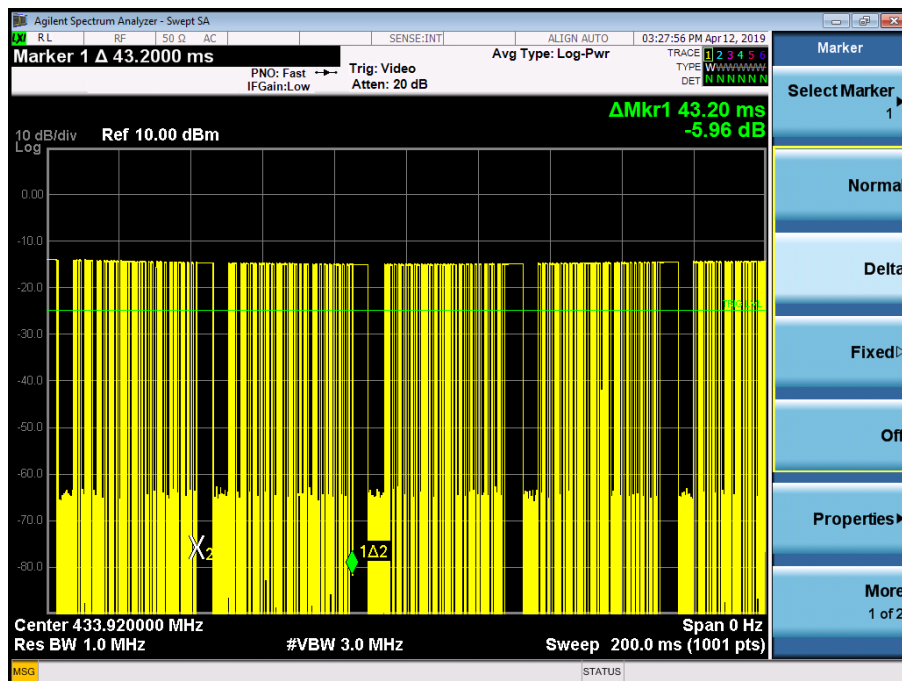 Agilent Spectrum Analyzer - Swept SA
LXI RL RF 50 Ω AC SENSE:INT ALIGN AUTO 03:27:56 PM Apr 12, 2019
Marker 1 Δ 43.2000 ms
PNO: Fast
IFGain:Low
Trig: Video
Atten: 20 dB
Avg Type: Log-Pwr
TRACE 1 2 3 4 5 6
TYPE WWWWWW
DET N N N N N N
ΔMkr1 43.20 ms
-5.96 dB
10 dB/div Ref 10.00 dBm
Log
0.00
-10.0
-20.0
-30.0
-40.0
-50.0
-60.0
-70.0
-80.0
X2
1Δ2
Center 433.920000 MHz Span 0 Hz
Res BW 1.0 MHz #VBW 3.0 MHz Sweep 200.0 ms (1001 pts)
MSG STATUS
Marker
Select Marker
1
Norma
Delta
Fixed
Off
Properties
More
1 of 2